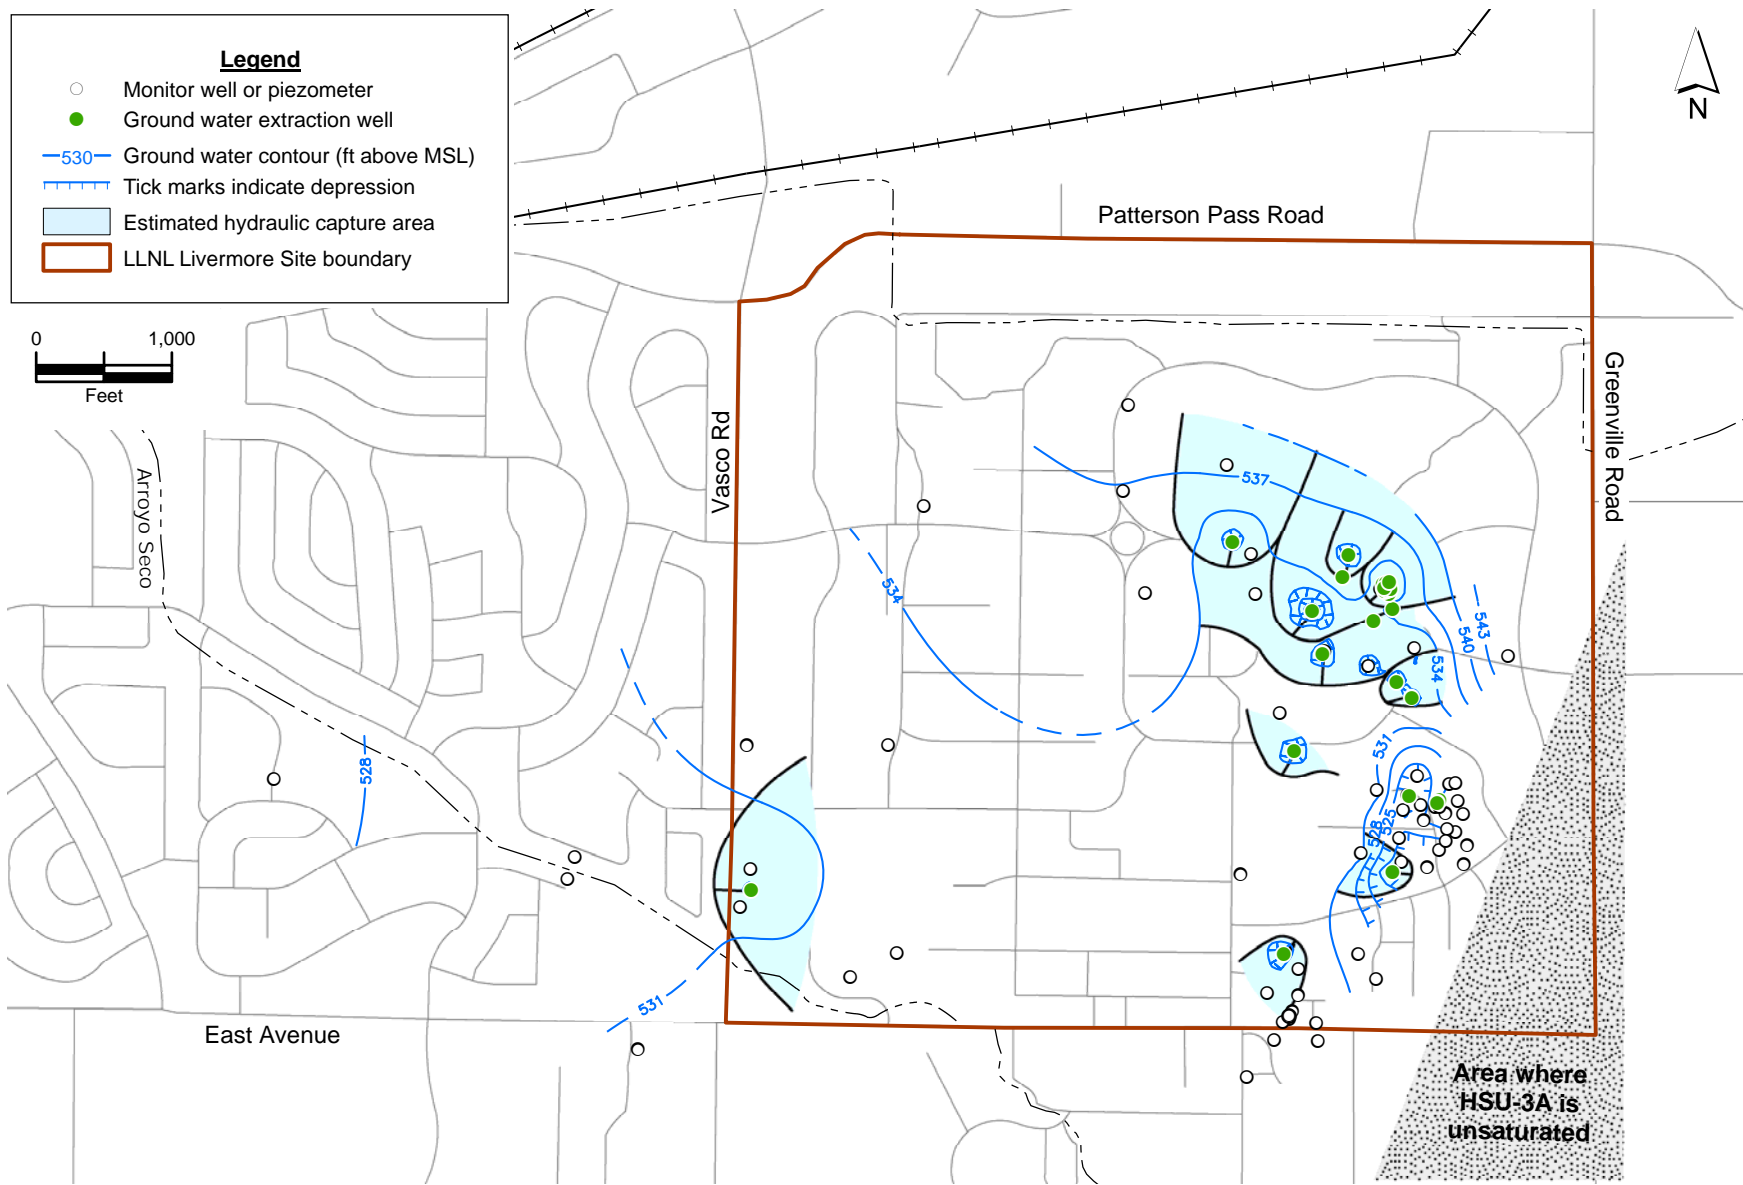 Legend
Monitor well or piezometer
Ground water extraction well
530 Ground water contour (ft above MSL)
Tick marks indicate depression
Estimated hydraulic capture area
LLNL Livermore Site boundary
N
0 1,000
Feet
Patterson Pass Road
Greenville Road
Vasco Rd
Arroyo Seco
East Avenue
537
534
543
540
534
531
528
525
528
531
Area where
HSU-3A is
unsaturated